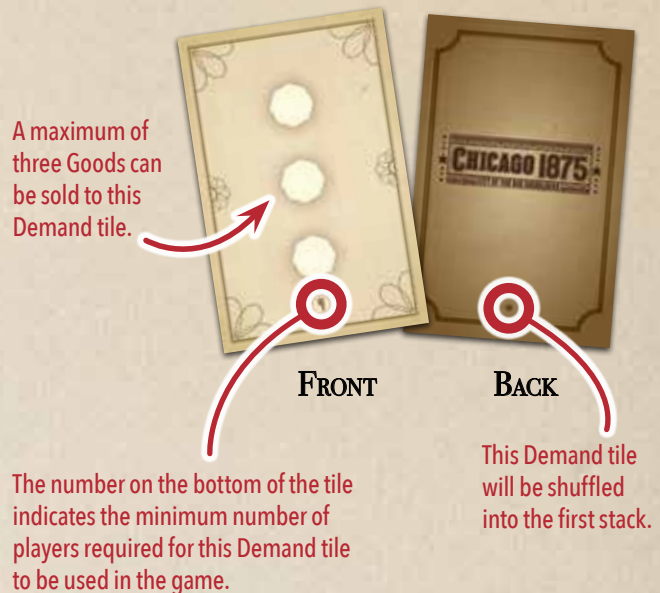 A maximum of
three Goods can
be sold to this
Demand tile.
CHICAGO 1875
FRONT
BACK
The number on the bottom of the tile
indicates the minimum number of
players required for this Demand tile
to be used in the game.
This Demand tile
will be shuffled
into the first stack.